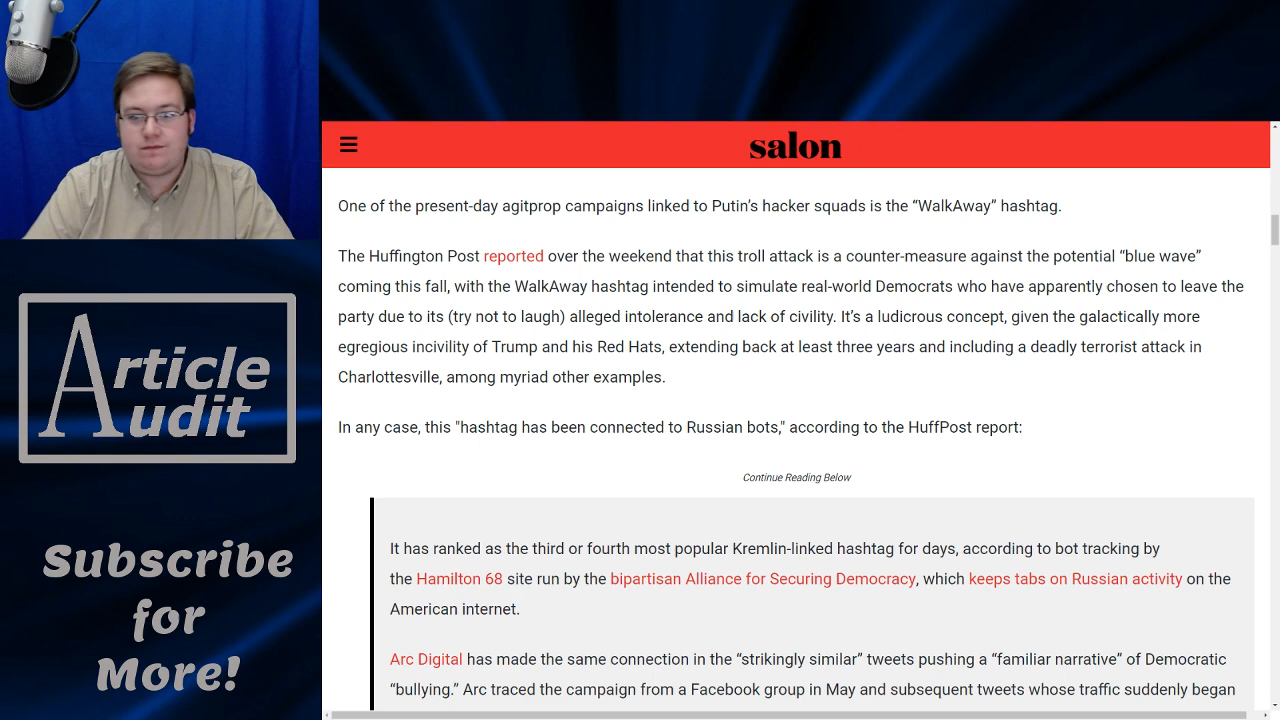 salon
One of the present-day agitprop campaigns linked to Putin’s hacker squads is the “WalkAway” hashtag.
The Huffington Post reported over the weekend that this troll attack is a counter-measure against the potential “blue wave”
coming this fall, with the WalkAway hashtag intended to simulate real-world Democrats who have apparently chosen to leave the
party due to its (try not to laugh) alleged intolerance and lack of civility. It’s a ludicrous concept, given the galactically more
egregious incivility of Trump and his Red Hats, extending back at least three years and including a deadly terrorist attack in
Charlottesville, among myriad other examples.
In any case, this "hashtag has been connected to Russian bots," according to the HuffPost report:
Continue Reading Below
It has ranked as the third or fourth most popular Kremlin-linked hashtag for days, according to bot tracking by
the Hamilton 68 site run by the bipartisan Alliance for Securing Democracy, which keeps tabs on Russian activity on the
American internet.
Arc Digital has made the same connection in the “strikingly similar” tweets pushing a “familiar narrative” of Democratic
“bullying.” Arc traced the campaign from a Facebook group in May and subsequent tweets whose traffic suddenly began
Article
Audit
Subscribe
for
More!